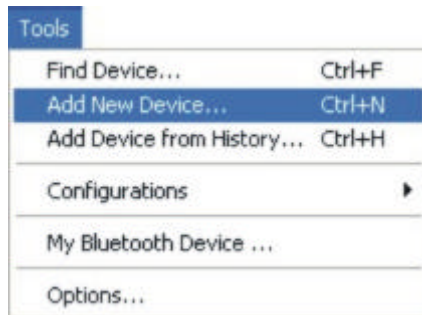 Tools
Find Device... Ctrl+F
Add New Device... Ctrl+N
Add Device from History... Ctrl+H
Configurations
My Bluetooth Device ...
Options...